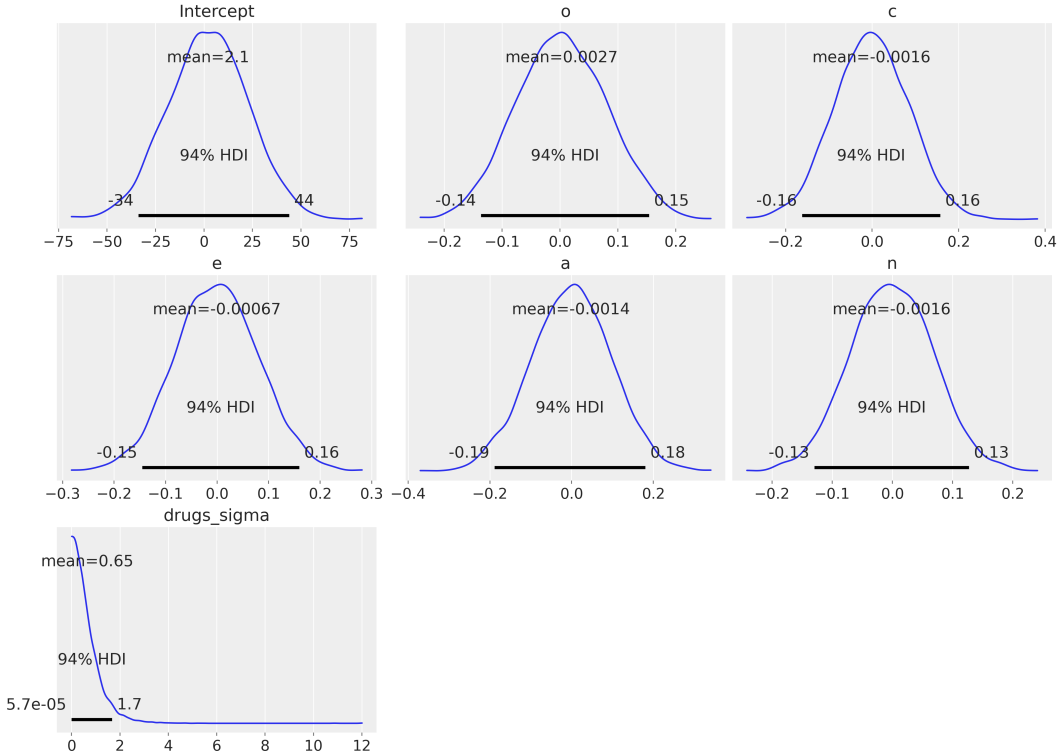 Intercept
o
c
mean=2.1
mean=0.0027
mean=-0.0016
94% HDI
94% HDI
94% HDI
-34
44
-0.14
0.15
-0.16
0.16
−75 −50 −25 0 25 50 75
−0.2 −0.1 0.0 0.1 0.2
−0.2 0.0 0.2 0.4
e
a
n
mean=-0.00067
mean=-0.0014
mean=-0.0016
94% HDI
94% HDI
94% HDI
-0.15
0.16
-0.19
0.18
-0.13
0.13
−0.3 −0.2 −0.1 0.0 0.1 0.2 0.3
−0.4 −0.2 0.0 0.2
−0.2 −0.1 0.0 0.1 0.2
drugs_sigma
mean=0.65
94% HDI
5.7e-05
1.7
0 2 4 6 8 10 12